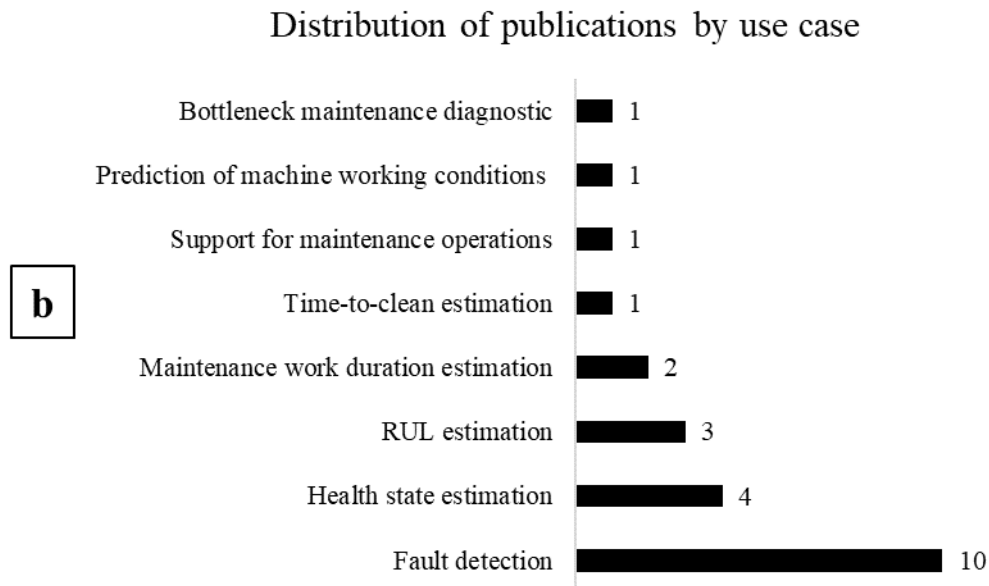 Distribution of publications by use case
Bottleneck maintenance diagnostic 1
Prediction of machine working conditions 1
Support for maintenance operations 1
Time-to-clean estimation 1
b
Maintenance work duration estimation 2
RUL estimation 3
Health state estimation 4
Fault detection 10